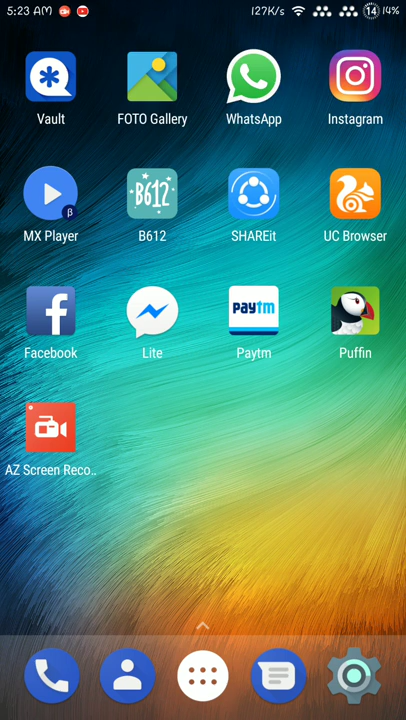 5:23 AM 127K/s 14 14%
Vault FOTO Gallery WhatsApp Instagram
β
MX Player B612 SHAREit UC Browser
B612
Paytm
Facebook Lite Paytm Puffin
AZ Screen Reco..